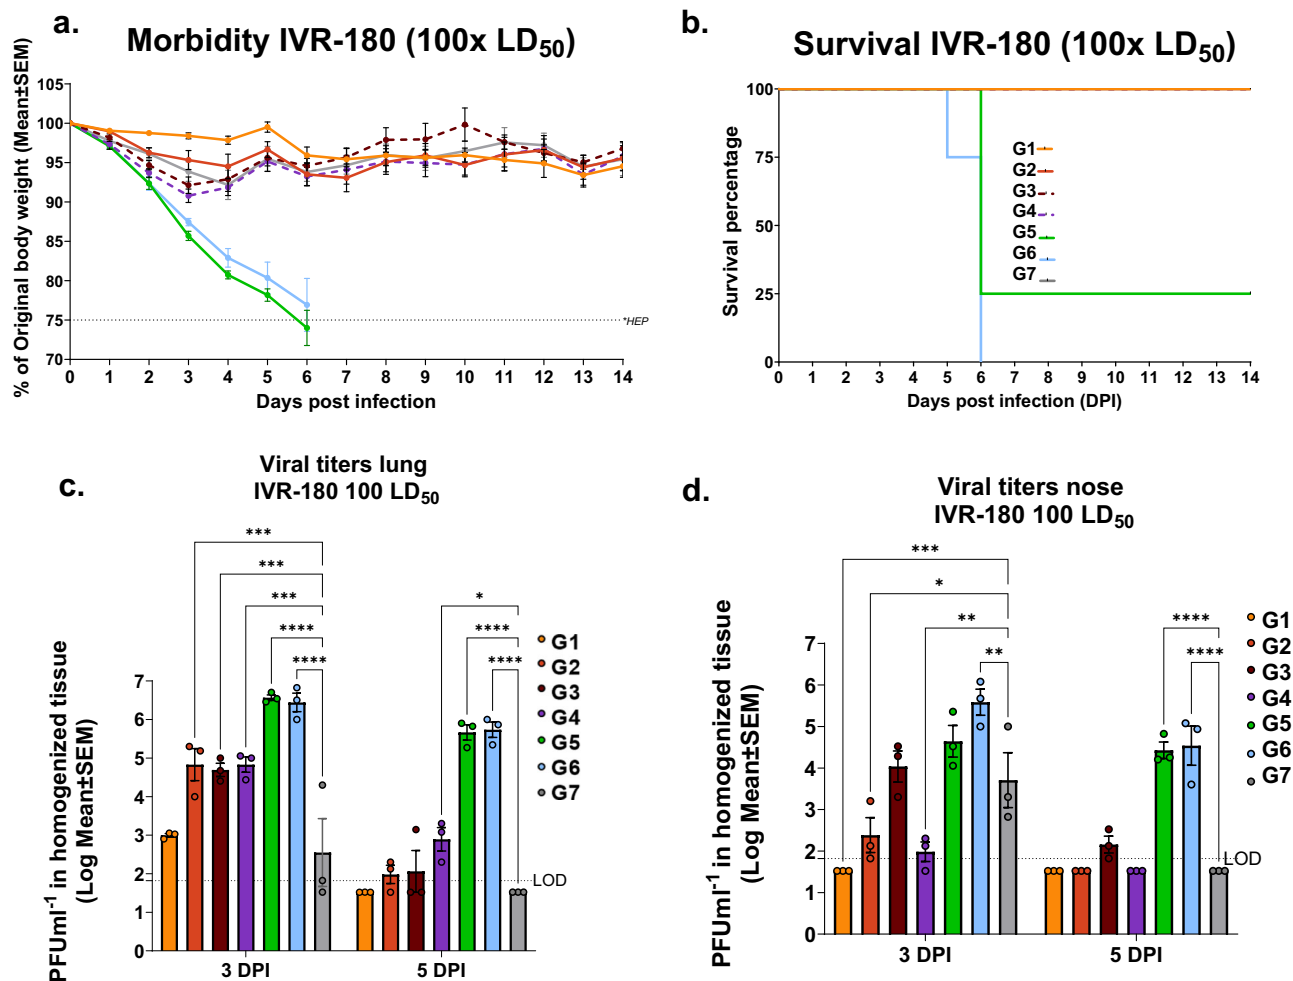 a.
Morbidity IVR-180 (100x LD50)
% of Original body weight (Mean±SEM)
105
100
95
90
85
80
75
70
*HEP
0 1 2 3 4 5 6 7 8 9 10 11 12 13 14
Days post infection
b.
Survival IVR-180 (100x LD50)
Survival percentage
100
75
50
25
0
G1
G2
G3
G4
G5
G6
G7
0 1 2 3 4 5 6 7 8 9 10 11 12 13 14
Days post infection (DPI)
c.
Viral titers lung
IVR-180 100 LD50
PFUml-1 in homogenized tissue
(Log Mean±SEM)
***
***
***
****
****
*
****
****
7
6
5
4
3
2
1
0
LOD
3 DPI
5 DPI
G1
G2
G3
G4
G5
G6
G7
d.
Viral titers nose
IVR-180 100 LD50
PFUml-1 in homogenized tissue
(Log Mean±SEM)
***
*
**
**
****
****
7
6
5
4
3
2
1
0
LOD
3 DPI
5 DPI
G1
G2
G3
G4
G5
G6
G7